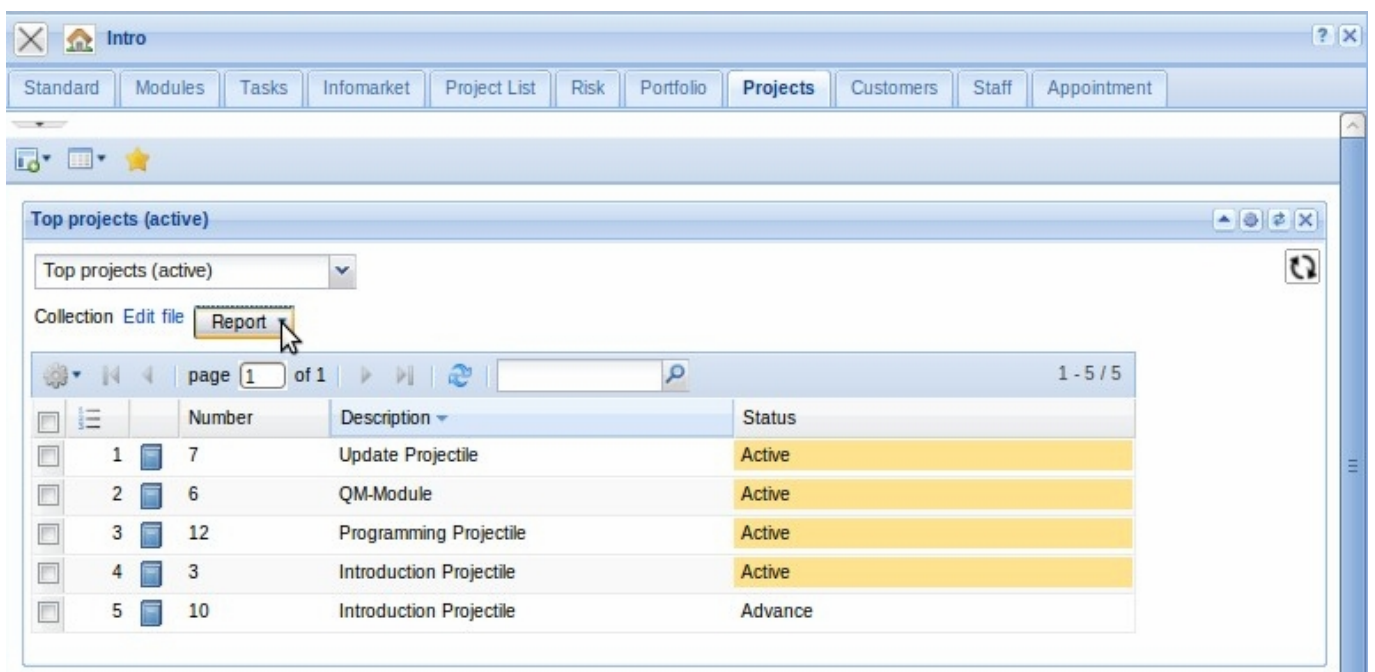 Intro
Standard Modules Tasks Infomarket Project List Risk Portfolio Projects Customers Staff Appointment
Top projects (active)
Top projects (active)
Collection Edit file Report
page 1 of 1 1 - 5 / 5
Number Description Status
1 7 Update Projectile Active
2 6 QM-Module Active
3 12 Programming Projectile Active
4 3 Introduction Projectile Active
5 10 Introduction Projectile Advance